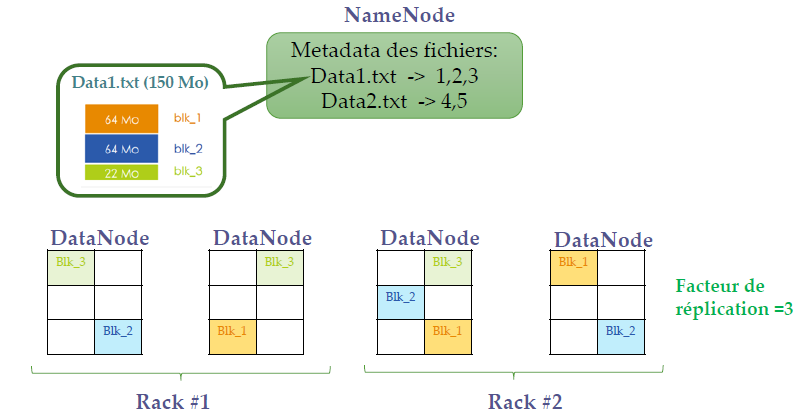 NameNode
Metadata des fichiers:
Data1.txt -> 1,2,3
Data2.txt -> 4,5
Data1.txt (150 Mo)
64 Mo blk_1
64 Mo blk_2
22 Mo blk_3
DataNode DataNode DataNode DataNode
Blk_3 Blk_3 Blk_3 Blk_1
Blk_2
Blk_2 Blk_1 Blk_1 Blk_2
Facteur de
réplication =3
Rack #1 Rack #2